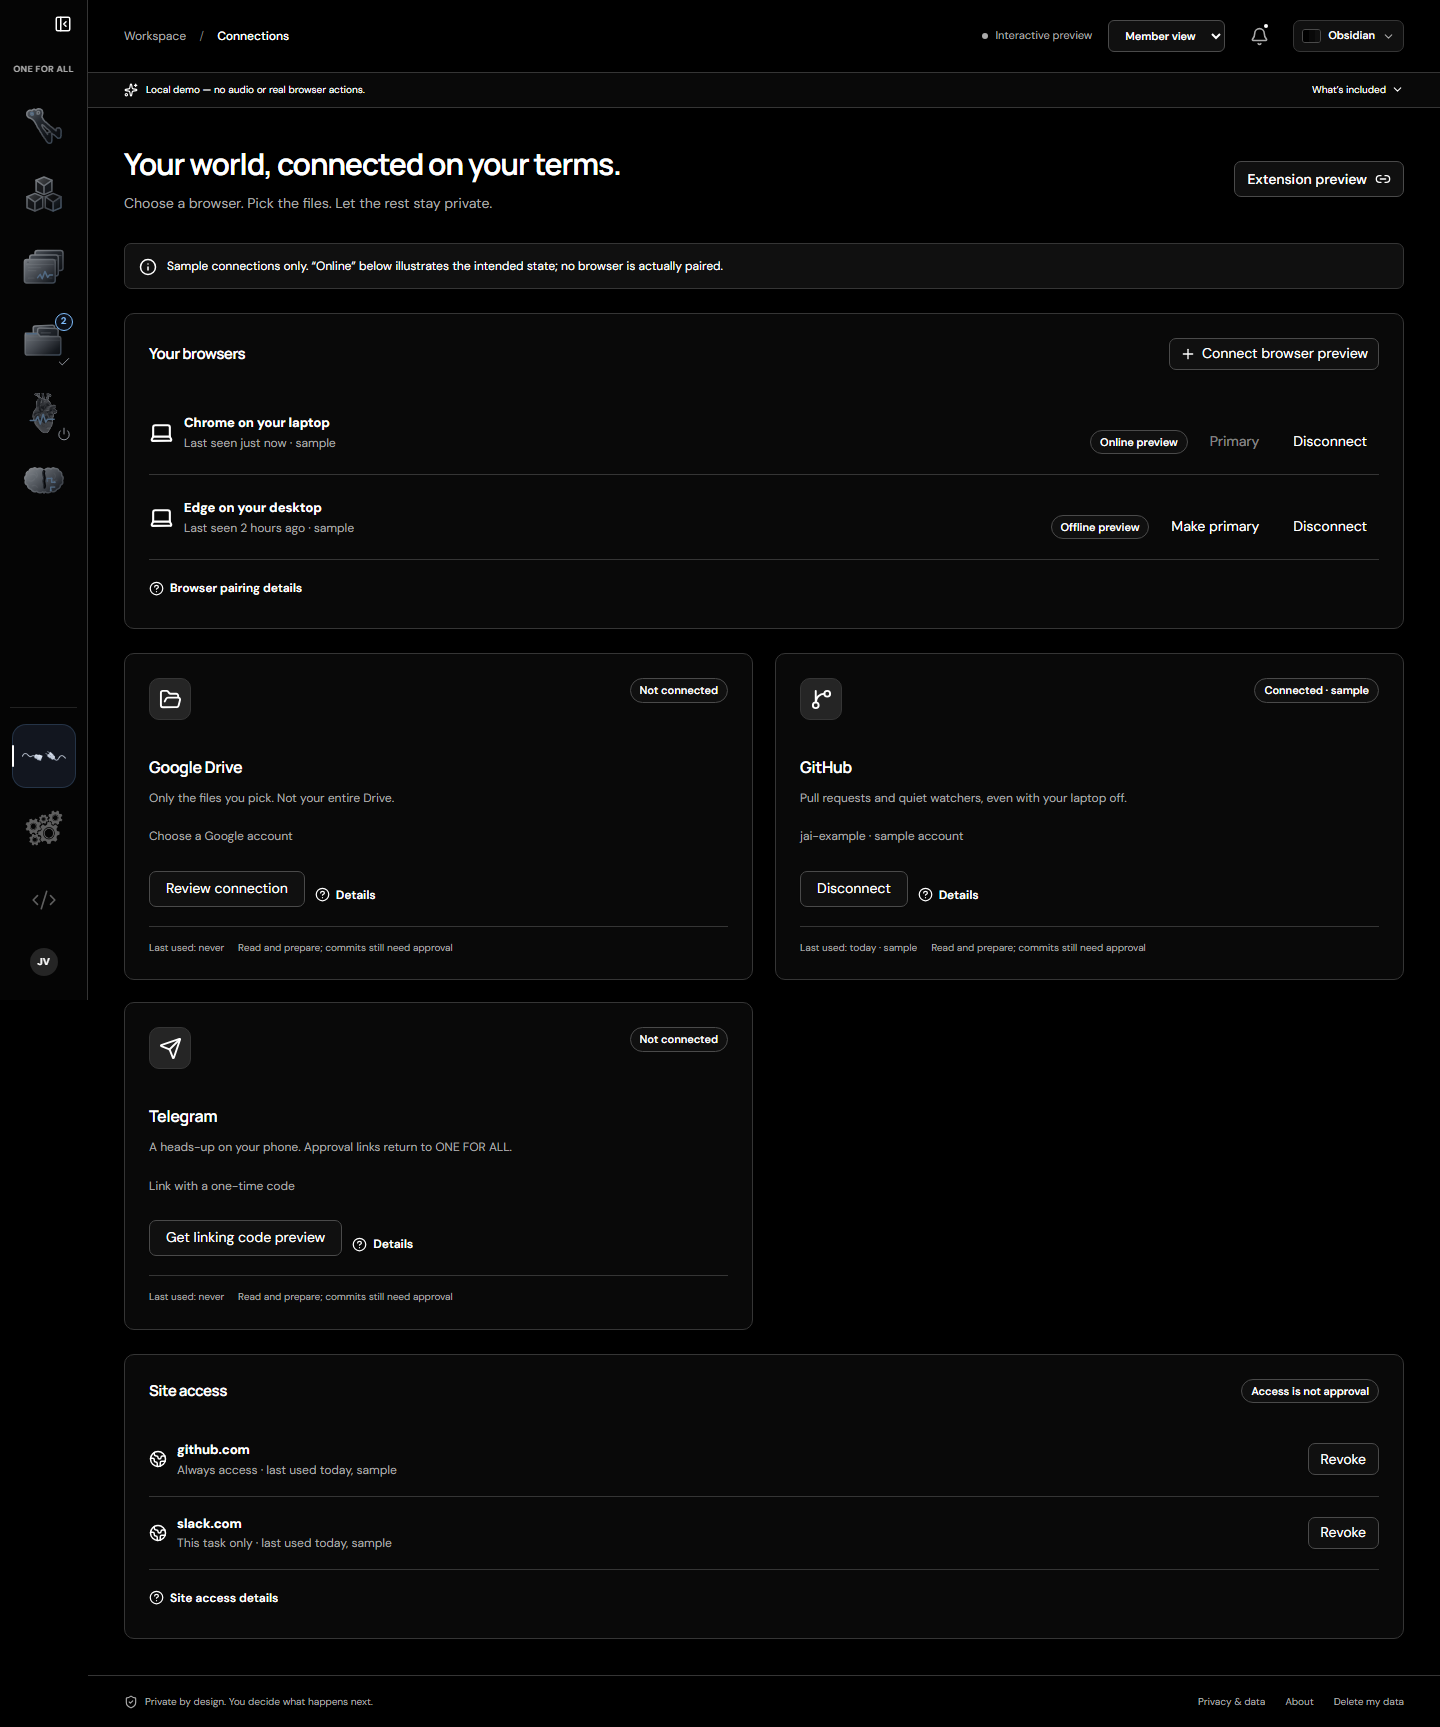 ONE FOR ALL
2
JV
Workspace / Connections
Interactive preview
Member view
Obsidian
Local demo — no audio or real browser actions.
What's included
Your world, connected on your terms.
Choose a browser. Pick the files. Let the rest stay private.
Extension preview
Sample connections only. “Online” below illustrates the intended state; no browser is actually paired.
Your browsers
Connect browser preview
Chrome on your laptop
Last seen just now · sample
Online preview
Primary
Disconnect
Edge on your desktop
Last seen 2 hours ago · sample
Offline preview
Make primary
Disconnect
Browser pairing details
Not connected
Google Drive
Only the files you pick. Not your entire Drive.
Choose a Google account
Review connection
Details
Last used: never
Read and prepare; commits still need approval
Connected · sample
GitHub
Pull requests and quiet watchers, even with your laptop off.
jai-example · sample account
Disconnect
Details
Last used: today · sample
Read and prepare; commits still need approval
Not connected
Telegram
A heads-up on your phone. Approval links return to ONE FOR ALL.
Link with a one-time code
Get linking code preview
Details
Last used: never
Read and prepare; commits still need approval
Site access
Access is not approval
github.com
Always access · last used today, sample
Revoke
slack.com
This task only · last used today, sample
Revoke
Site access details
Private by design. You decide what happens next.
Privacy & data
About
Delete my data